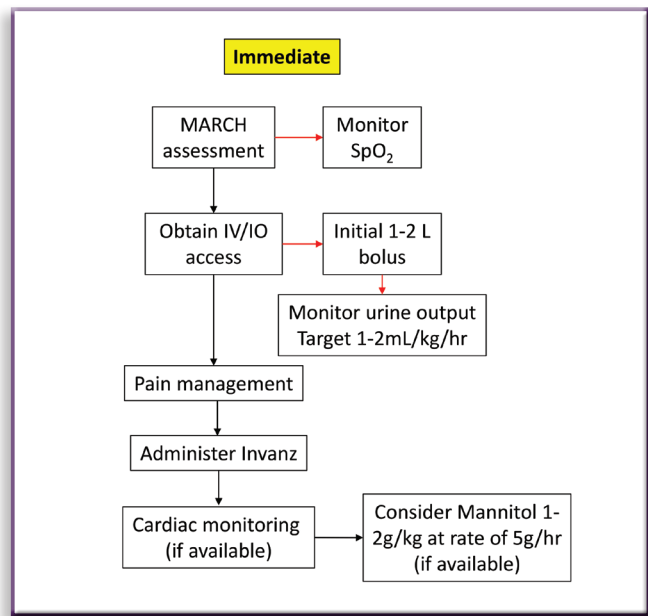 Immediate
MARCH
assessment
Monitor
SpO₂
Obtain IV/IO
access
Initial 1-2 L
bolus
Monitor urine output
Target 1-2mL/kg/hr
Pain management
Administer Invanz
Cardiac monitoring
(if available)
Consider Mannitol 1-
2g/kg at rate of 5g/hr
(if available)